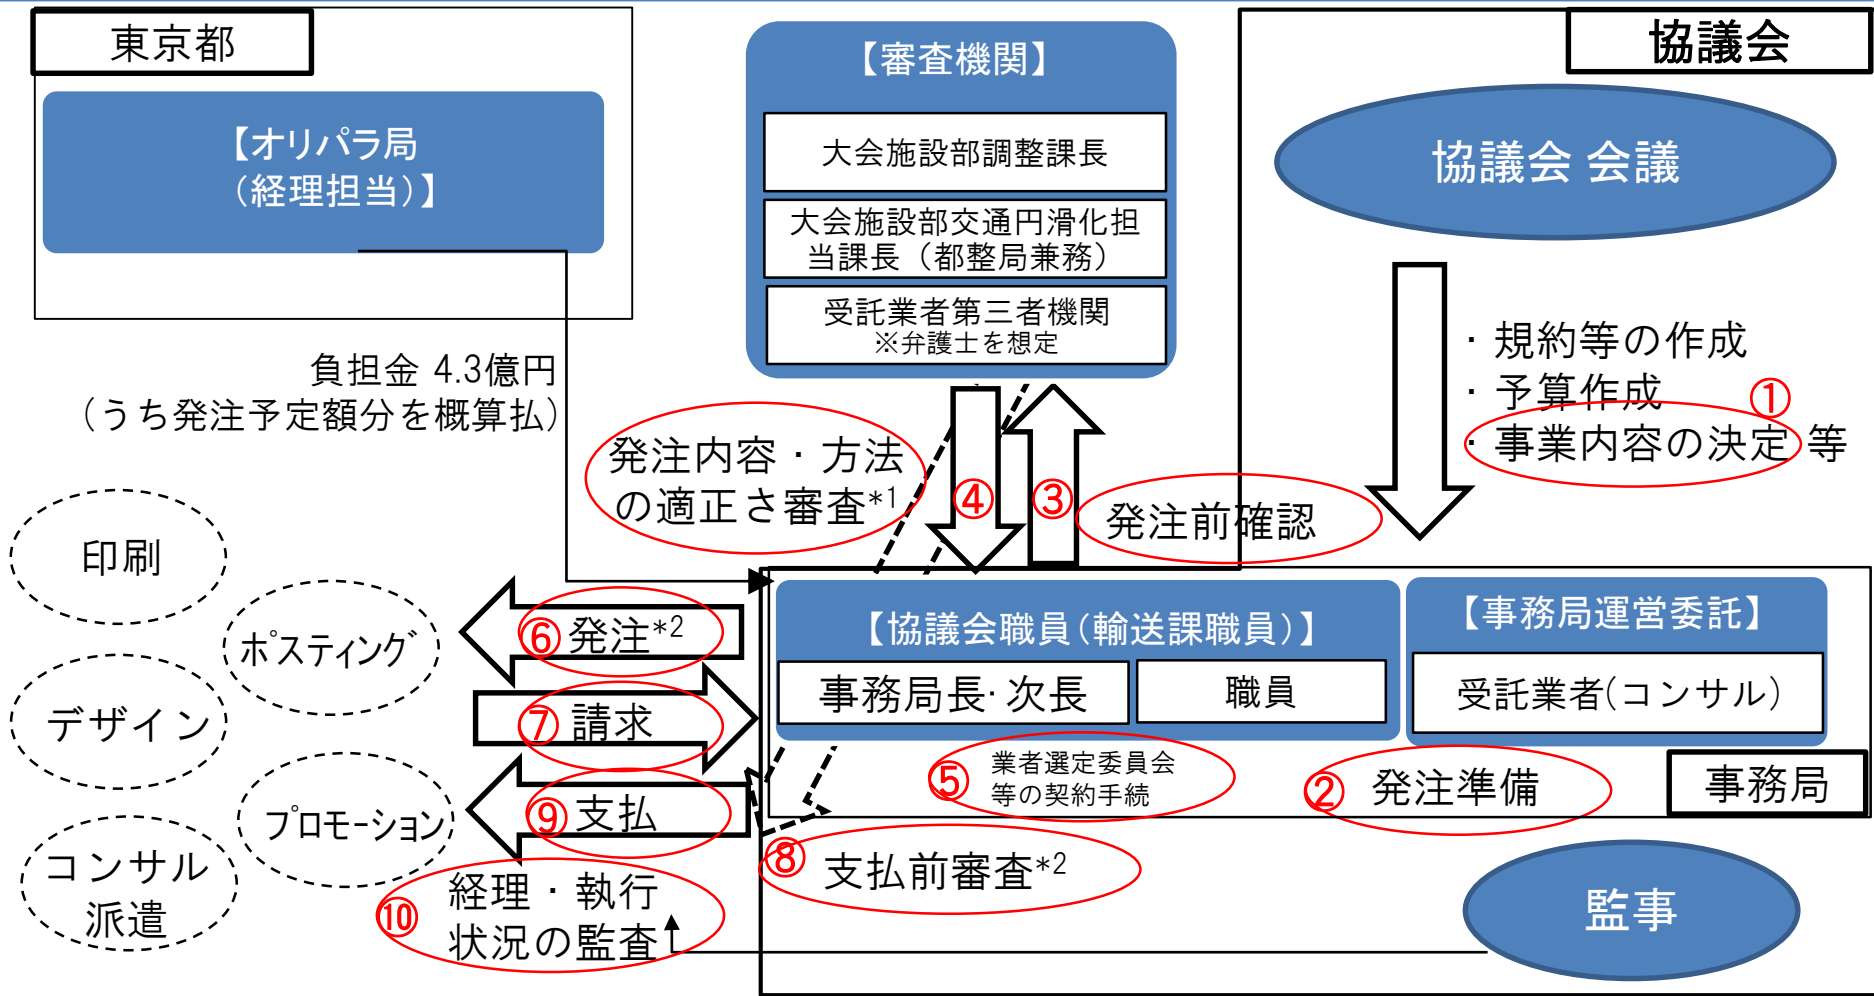 東京都
【オリパラ局
（経理担当）】
【審査機関】
大会施設部調整課長
大会施設部交通円滑化担
当課長（都整局兼務）
受託業者第三者機関
※弁護士を想定
協議会
協議会 会議
・規約等の作成
・予算作成
①
・事業内容の決定 等
負担金 4.3億円
（うち発注予定額分を概算払）
発注内容・方法
の適正さ審査*1
④
③
発注前確認
印刷
ポスティング
デザイン
プロモーション
コンサル
派遣
⑥発注*2
⑦請求
⑨支払
【協議会職員（輸送課職員）】
事務局長・次長
職員
【事務局運営委託】
受託業者(コンサル)
⑤
業者選定委員会
等の契約手続
②発注準備
事務局
⑧支払前審査*2
⑩
経理・執行
状況の監査
監事